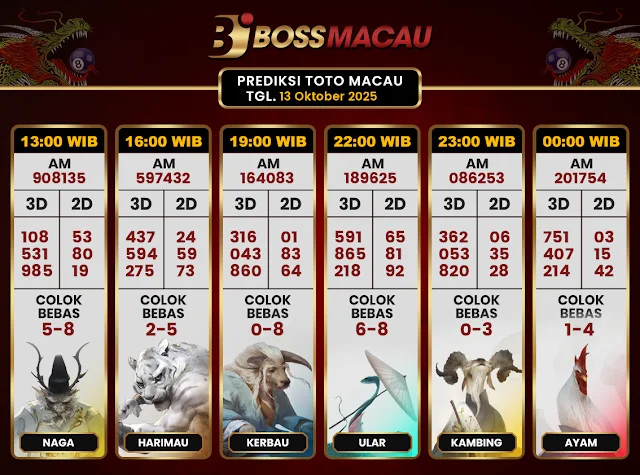 BJ BOSSMACAU
PREDIKSI TOTO MACAU
TGL. 13 Oktober 2025
13:00 WIB
AM
908135
3D 2D
108 53
531 80
985 19
COLOK
BEBAS
5-8
NAGA
16:00 WIB
AM
597432
3D 2D
437 24
594 59
275 73
COLOK
BEBAS
2-5
HARIMAU
19:00 WIB
AM
164083
3D 2D
316 01
043 83
860 64
COLOK
BEBAS
0-8
KERBAU
22:00 WIB
AM
189625
3D 2D
591 65
865 81
218 92
COLOK
BEBAS
6-8
ULAR
23:00 WIB
AM
086253
3D 2D
362 06
053 35
820 28
COLOK
BEBAS
0-3
KAMBING
00:00 WIB
AM
201754
3D 2D
751 03
407 15
214 42
COLOK
BEBAS
1-4
AYAM
8
8